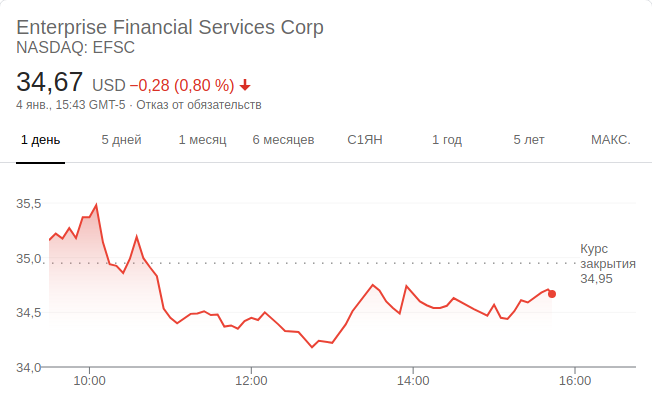 Enterprise Financial Services Corp
NASDAQ: EFSC
34,67 USD −0,28 (0,80 %)
4 янв., 15:43 GMT-5 · Отказ от обязательств
1 день 5 дней 1 месяц 6 месяцев С1ЯН 1 год 5 лет МАКС.
35,5
35,0
34,5
34,0
Курс
закрытия
34,95
10:00 12:00 14:00 16:00